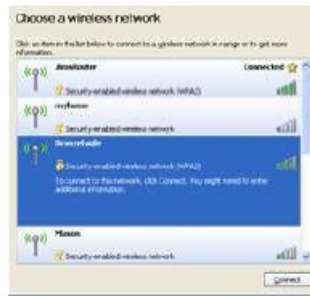 Choose a wireless network
Click an item in the list below to connect to a wireless network in range or to get more
information.
Connected
Security-enabled wireless network (WPA2)
myhome
Security-enabled wireless network
Security-enabled wireless network (WPA2)
To connect to this network, click Connect. You might need to enter
additional information.
Mason
Security-enabled wireless network
Connect